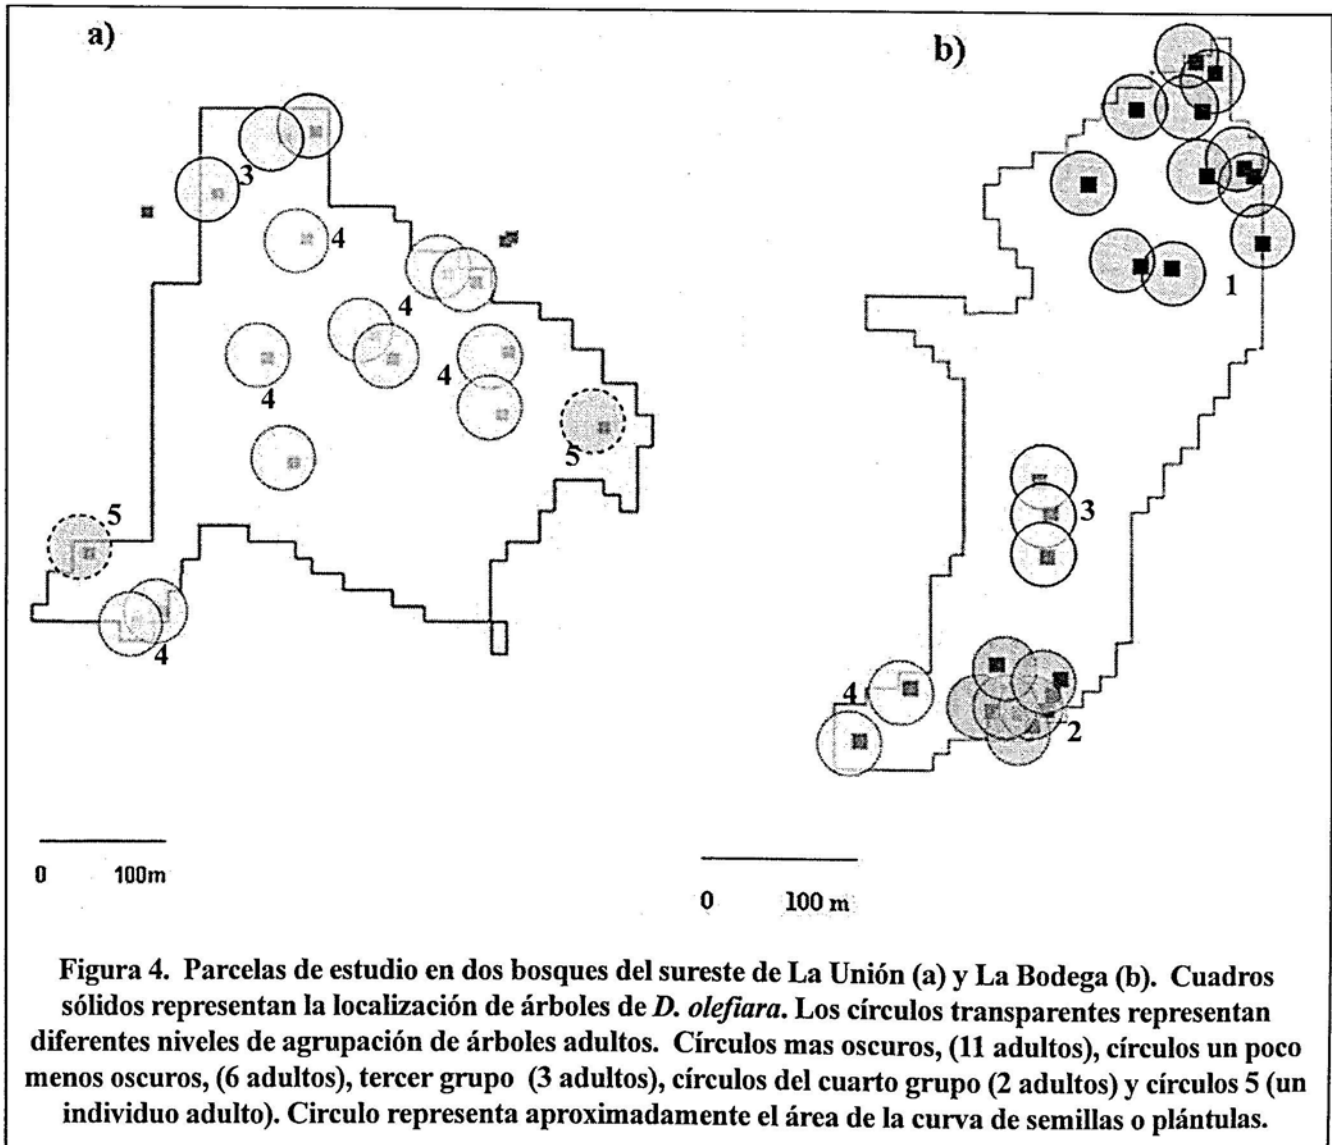 a)
b)
3
4
4
4
4
5
5
4
1
3
4
2
0 100m
0 100 m
Figura 4. Parcelas de estudio en dos bosques del sureste de La Unión (a) y La Bodega (b). Cuadros
sólidos representan la localización de árboles de D. olefiara. Los círculos transparentes representan
diferentes niveles de agrupación de árboles adultos. Círculos mas oscuros, (11 adultos), círculos un poco
menos oscuros, (6 adultos), tercer grupo (3 adultos), círculos del cuarto grupo (2 adultos) y círculos 5 (un
individuo adulto). Circulo representa aproximadamente el área de la curva de semillas o plántulas.